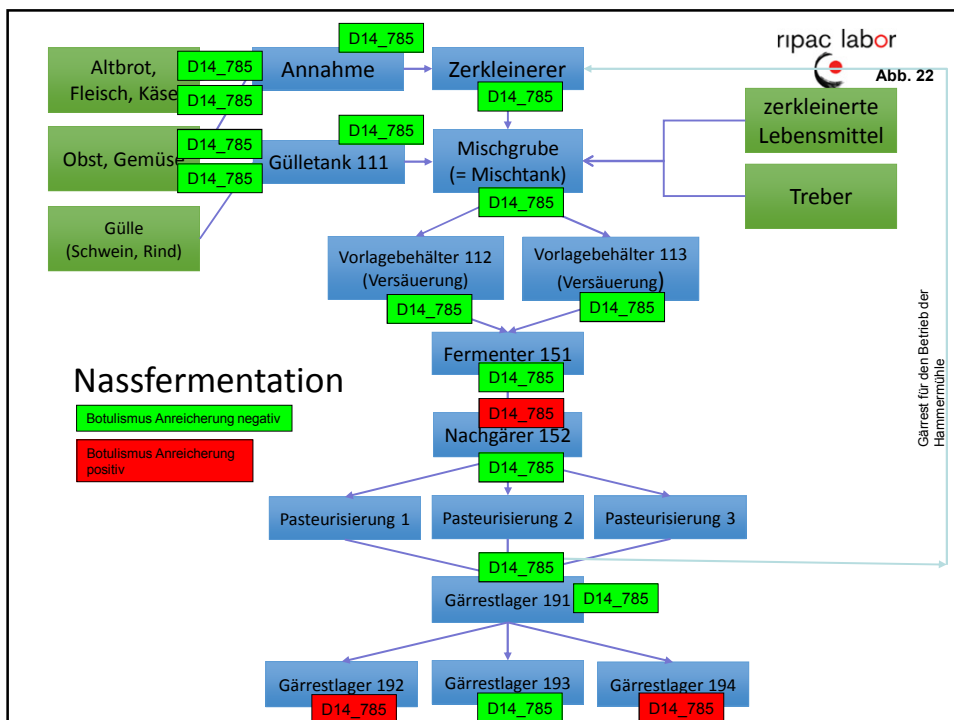 rıpac labor
Abb. 22
D14_785
Altbrot,
Fleisch, Käse
D14_785
D14_785
Annahme
Zerkleinerer
D14_785
zerkleinerte
Lebensmittel
D14_785
Obst, Gemüse
D14_785
D14_785
Gülletank 111
Mischgrube
(= Mischtank)
D14_785
Treber
Gülle
(Schwein, Rind)
Vorlagebehälter 112
(Versäuerung)
D14_785
Vorlagebehälter 113
(Versäuerung)
D14_785
Fermenter 151
D14_785
Nassfermentation
Botulismus Anreicherung negativ
Botulismus Anreicherung
positiv
D14_785
Nachgärer 152
D14_785
Gärrest für den Betrieb der
Hammermühle
Pasteurisierung 1
Pasteurisierung 2
Pasteurisierung 3
D14_785
Gärrestlager 191
D14_785
Gärrestlager 192
D14_785
Gärrestlager 193
D14_785
Gärrestlager 194
D14_785